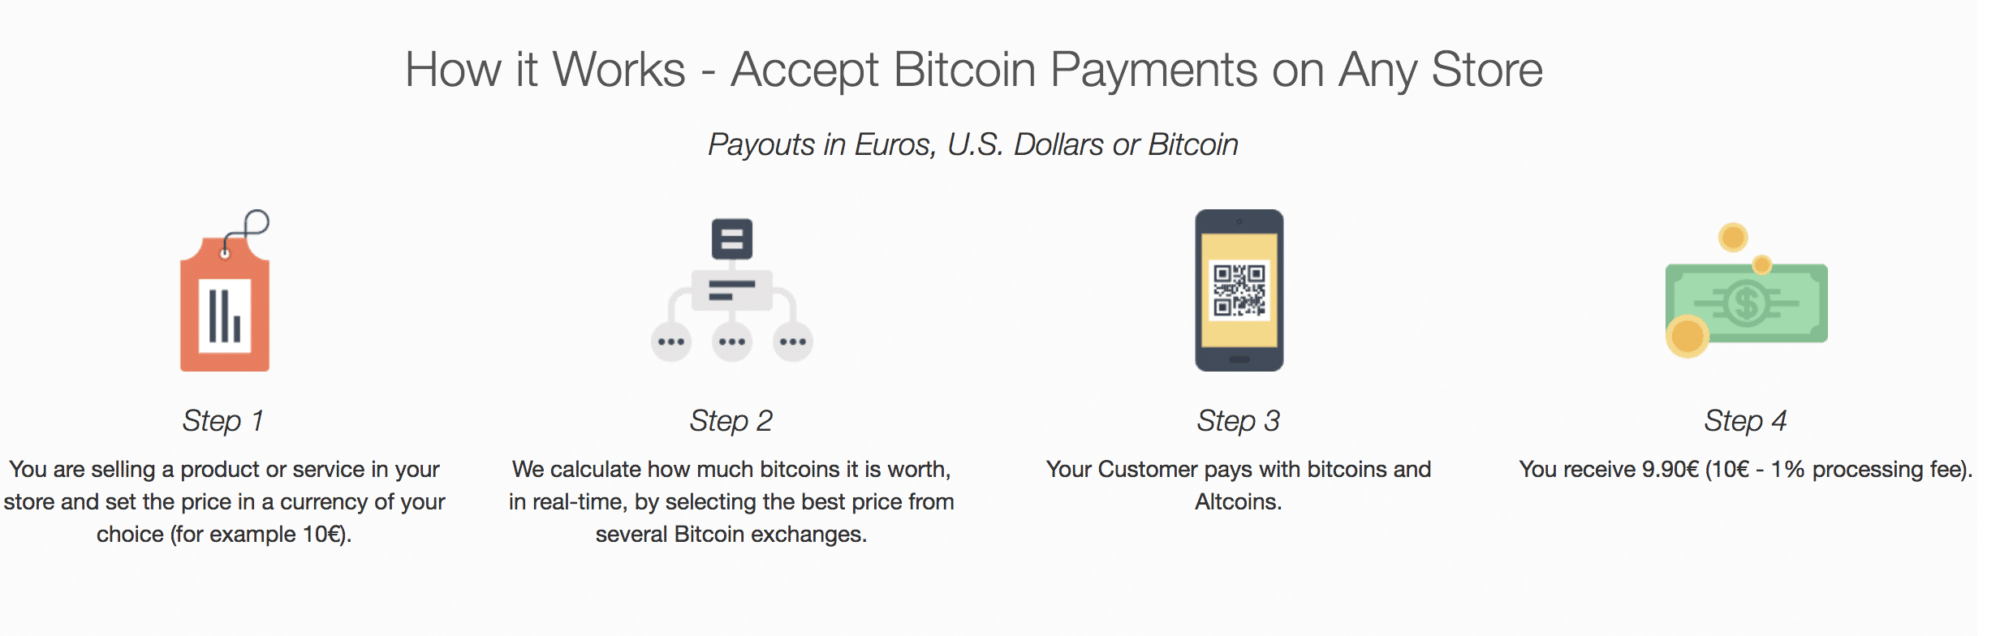 How it Works - Accept Bitcoin Payments on Any Store
Payouts in Euros, U.S. Dollars or Bitcoin
Step 1
You are selling a product or service in your
store and set the price in a currency of your
choice (for example 10€).
Step 2
We calculate how much bitcoins it is worth,
in real-time, by selecting the best price from
several Bitcoin exchanges.
Step 3
Your Customer pays with bitcoins and
Altcoins.
$
Step 4
You receive 9.90€ (10€ - 1% processing fee).